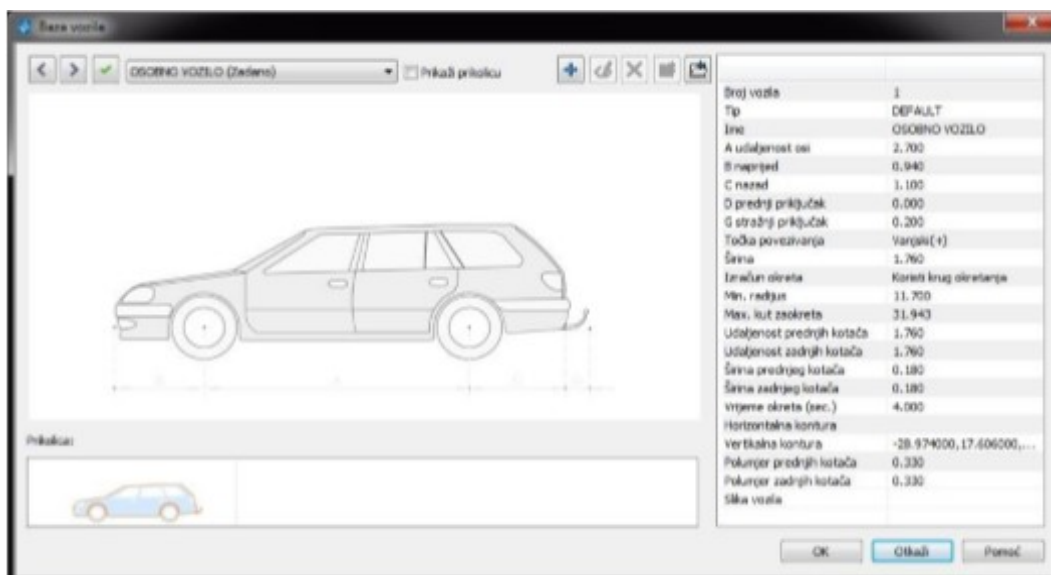 Baza vozila
OSOBNO VOZILO (Zadano)
Prikaži prikolicu
Broj vozila 1
Tip DEFAULT
Ime OSOBNO VOZILO
A udaljenost osi 2.700
B naprijed 0.940
C nazad 1.100
D prednji priključak 0.000
G stražnji priključak 0.200
Točka povezivanja Vanjski(+)
Širina 1.760
Izračun okreta Koristi krug okretanja
Min. radijus 11.700
Max. kut zaokreta 31.943
Udaljenost prednjih kotača 1.760
Udaljenost zadnjih kotača 1.760
Širina prednjeg kotača 0.180
Širina zadnjeg kotača 0.180
Vrijeme okreta (sec.) 4.000
Horizontalna kontura
Vertikalna kontura -28.974000,17.606000,...
Polumjer prednjih kotača 0.330
Polumjer zadnjih kotača 0.330
Slika vozila
Prikolica:
OK Otkaži Pomoć